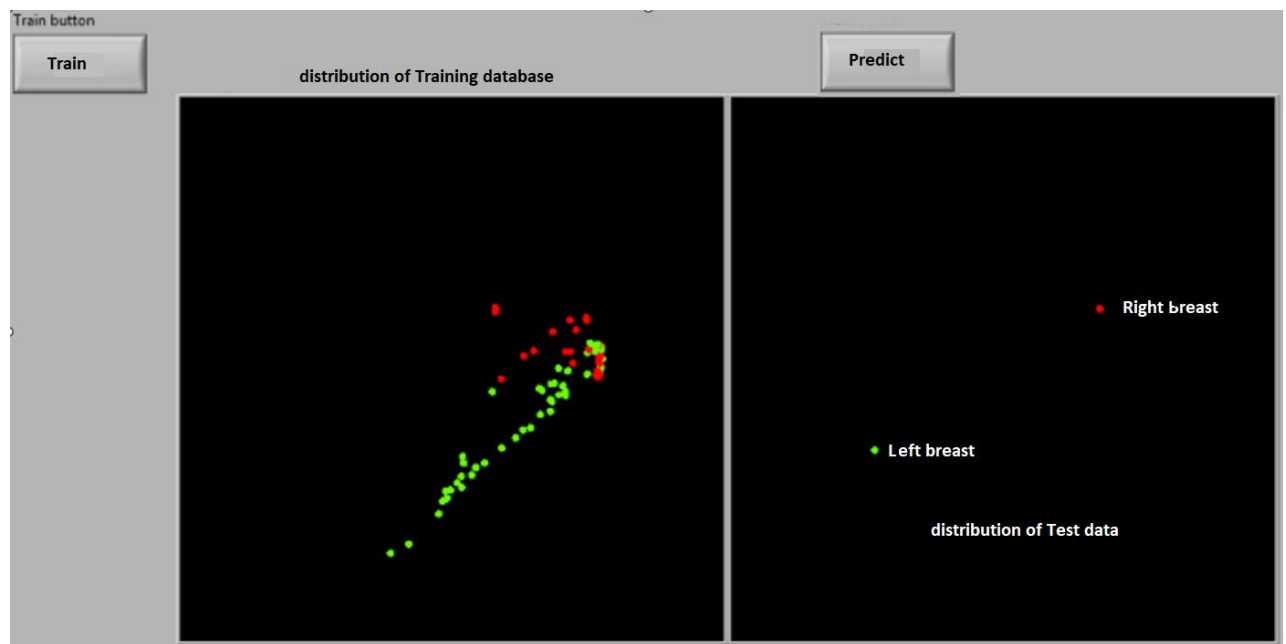 Train button
Train
Predict
distribution of Training database
Right breast
Left breast
distribution of Test data